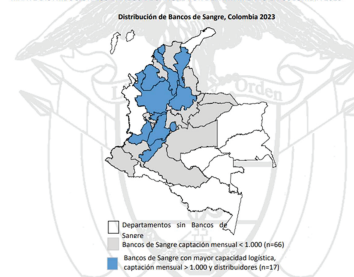 Distribución de Bancos de Sangre, Colombia 2023
Orden
Departamentos sin Bancos de
Sangre
Bancos de Sangre captación mensual < 1.000 (n=66)
Bancos de Sangre con mayor capacidad logística,
captación mensual > 1.000 y distribuidores (n=17)